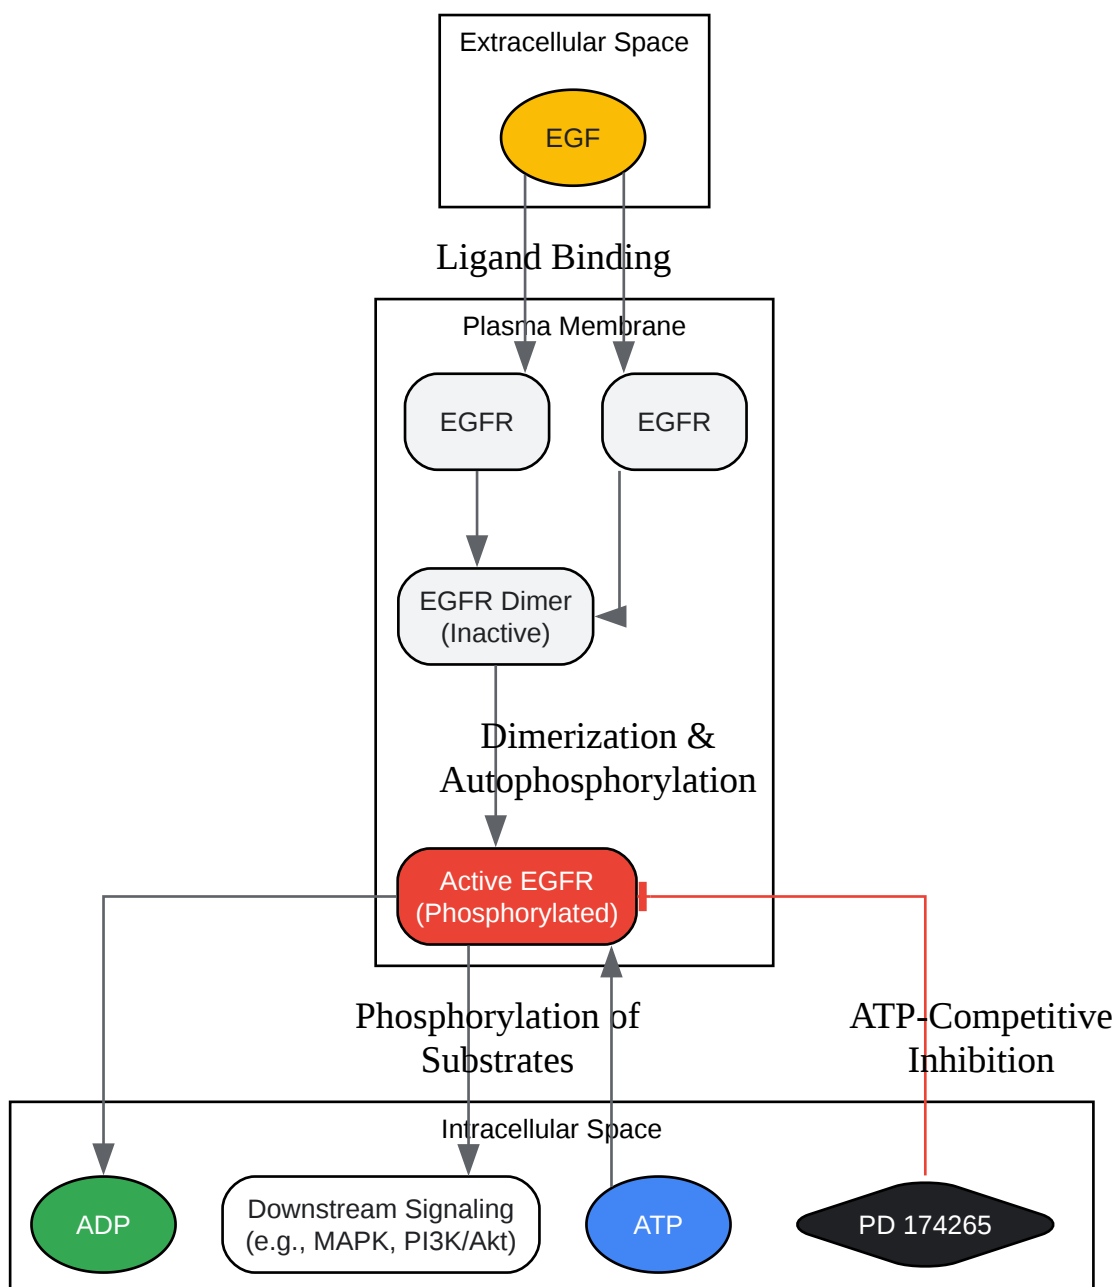 Extracellular Space
EGF
Ligand Binding
Plasma Membrane
EGFR
EGFR
EGFR Dimer
(Inactive)
Dimerization &
Autophosphorylation
Active EGFR
(Phosphorylated)
Phosphorylation of
Substrates
ATP-Competitive
Inhibition
Intracellular Space
ADP
Downstream Signaling
(e.g., MAPK, PI3K/Akt)
ATP
PD 174265